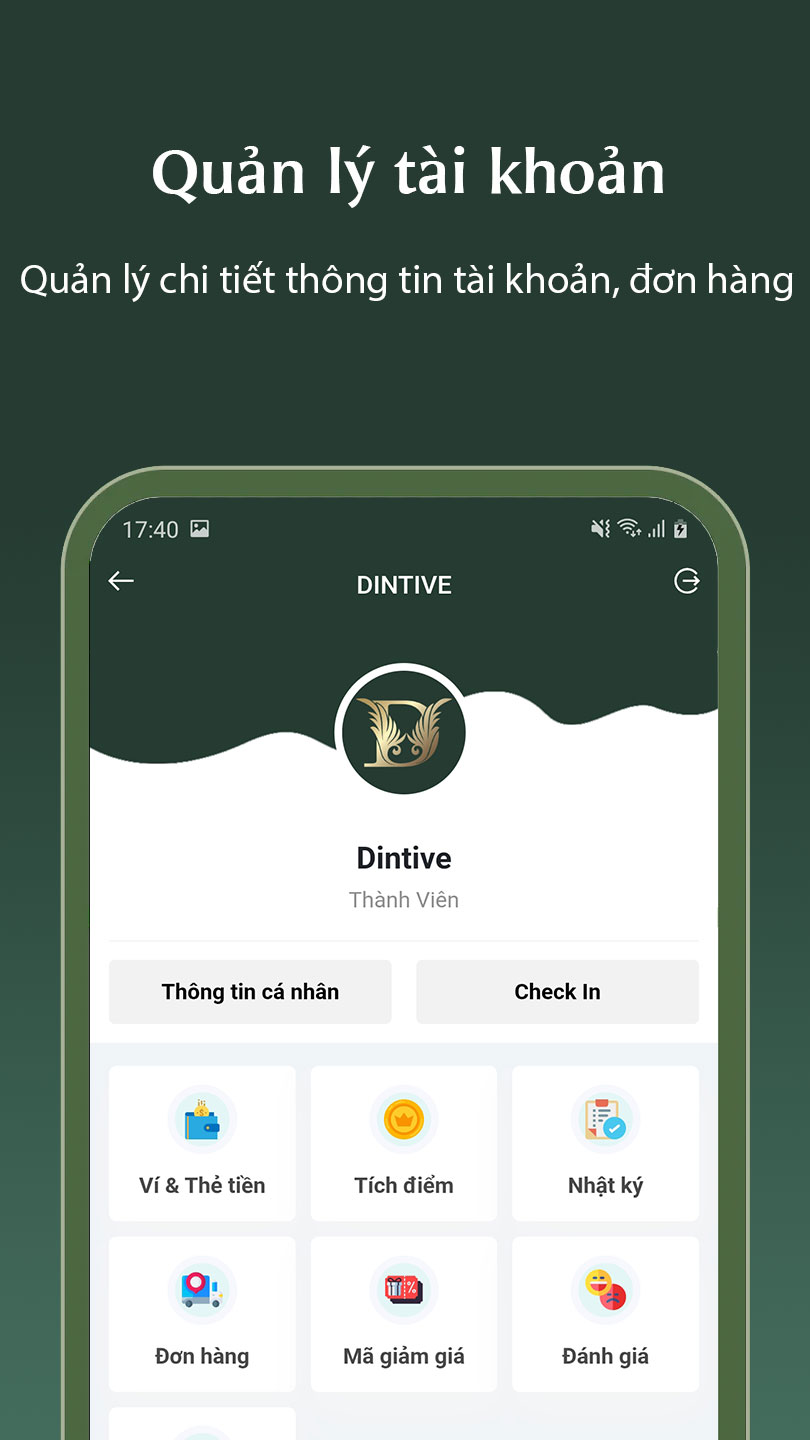 Quản lý tài khoản
Quản lý chi tiết thông tin tài khoản, đơn hàng
17:40
DINTIVE
D
Dintive
Thành Viên
Thông tin cá nhân
Check In
Ví & Thẻ tiền
Tích điểm
Nhật ký
Đơn hàng
Mã giảm giá
Đánh giá